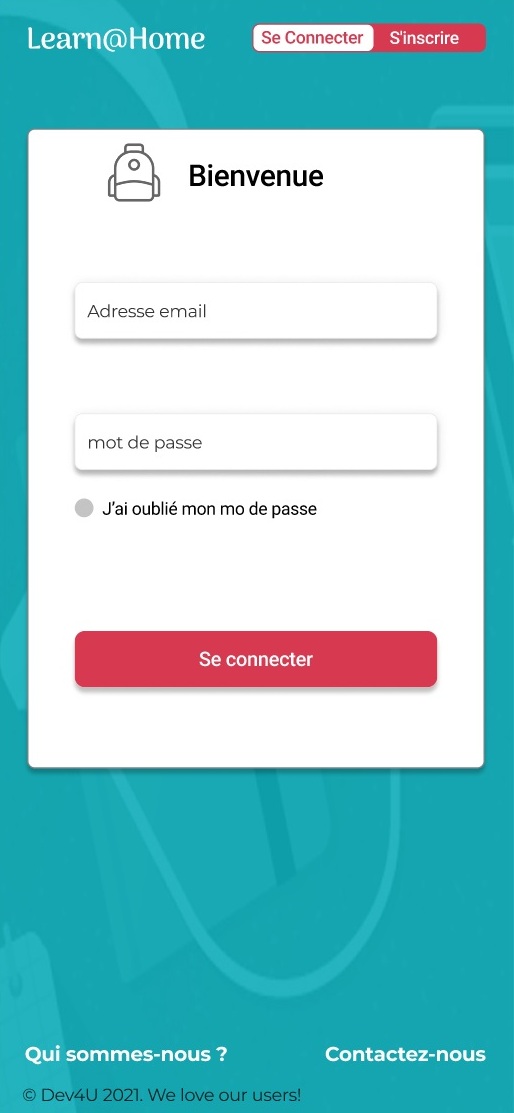 Learn@Home
Se Connecter S'inscrire
Bienvenue
Adresse email
mot de passe
J'ai oublié mon mo de passe
Se connecter
Qui sommes-nous ? Contactez-nous
© Dev4U 2021. We love our users!